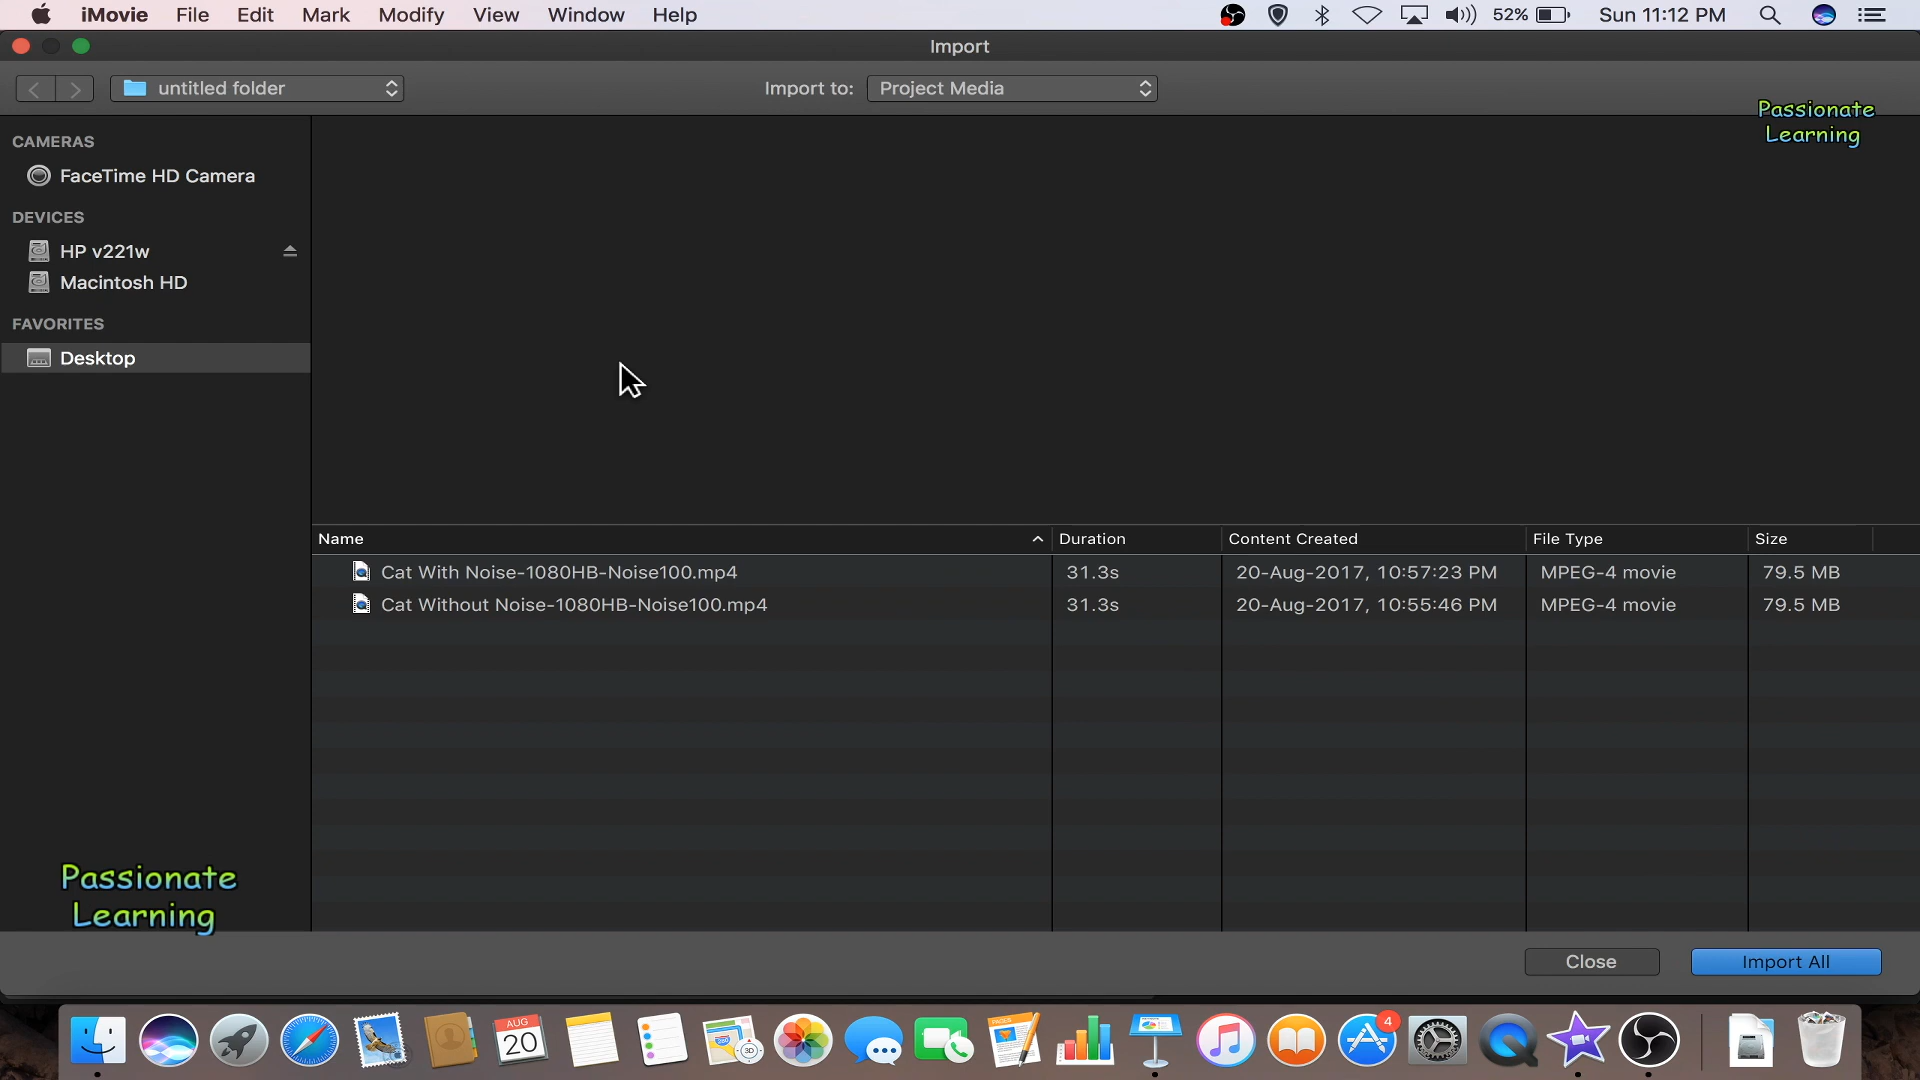 iMovie File Edit Mark Modify View Window Help 52% Sun 11:12 PM
Import
untitled folder Import to: Project Media
Passionate
Learning
CAMERAS
FaceTime HD Camera
DEVICES
HP v221w
Macintosh HD
FAVORITES
Desktop
Name Duration Content Created File Type Size
Cat With Noise-1080HB-Noise100.mp4 31.3s 20-Aug-2017, 10:57:23 PM MPEG-4 movie 79.5 MB
Cat Without Noise-1080HB-Noise100.mp4 31.3s 20-Aug-2017, 10:55:46 PM MPEG-4 movie 79.5 MB
Passionate
Learning
Close Import All
AUG
20
3D
PAGES
4